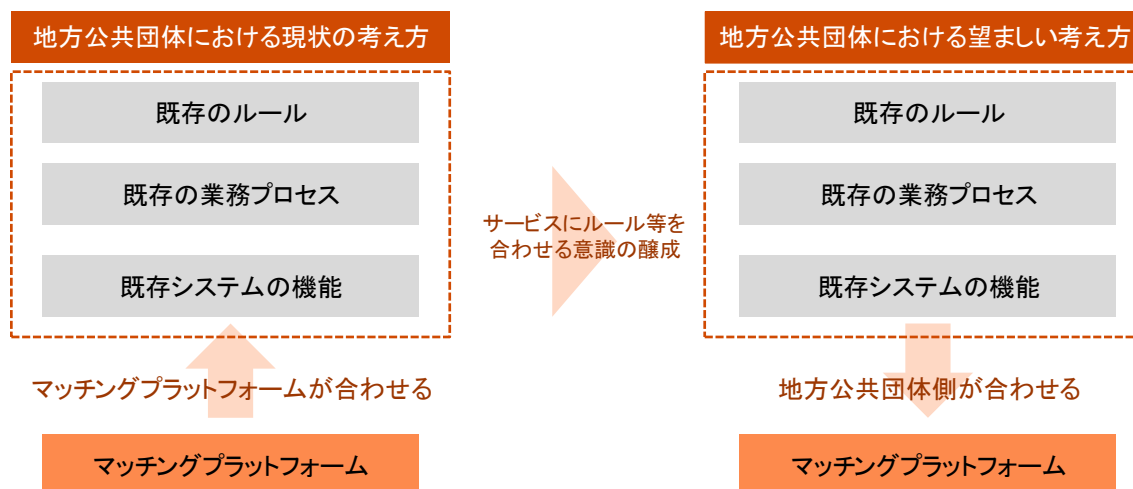 地方公共団体における現状の考え方
既存のルール
既存の業務プロセス
既存システムの機能
マッチングプラットフォームが合わせる
マッチングプラットフォーム
サービスにルール等を
合わせる意識の醸成
地方公共団体における望ましい考え方
既存のルール
既存の業務プロセス
既存システムの機能
地方公共団体側が合わせる
マッチングプラットフォーム